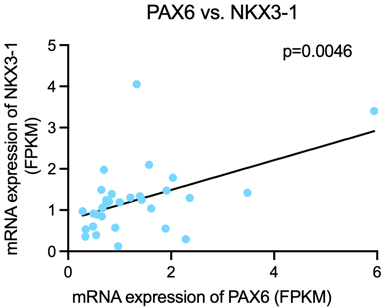 PAX6 vs. NKX3-1
p=0.0046
mRNA expression of NKX3-1
(FPKM)
5
4
3
2
1
0
0
2
4
6
mRNA expression of PAX6 (FPKM)